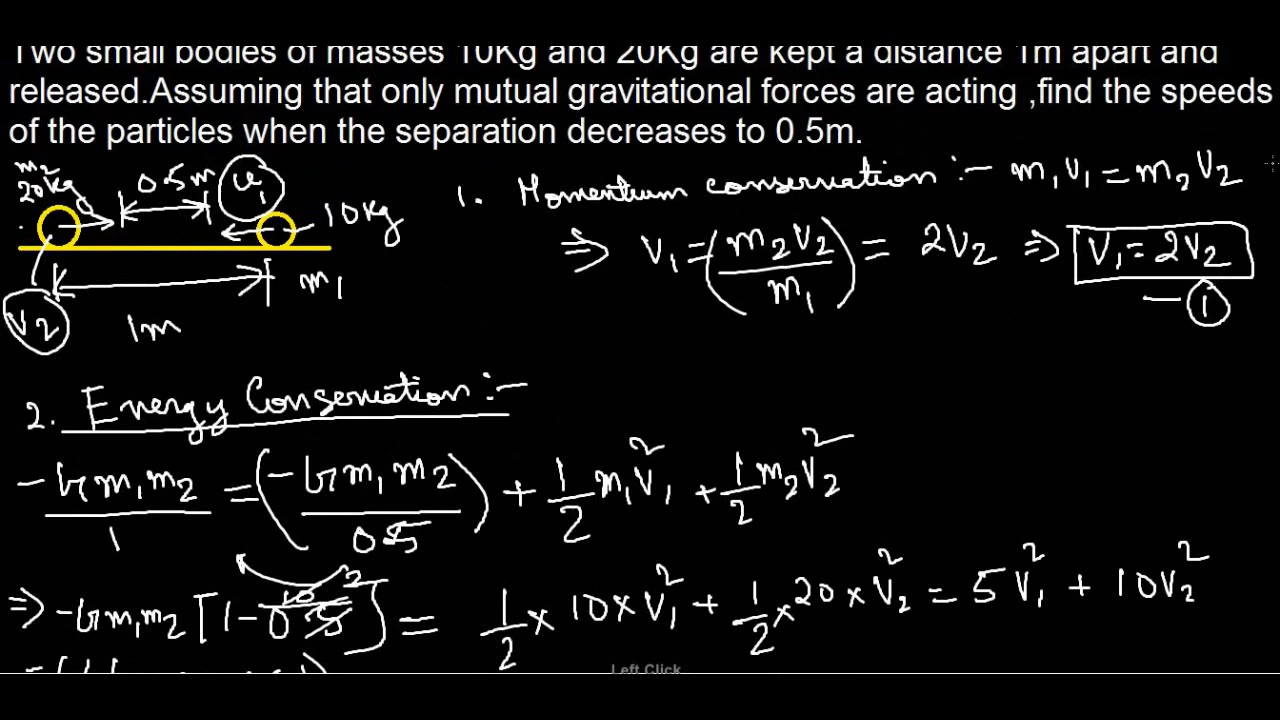 Two small bodies of masses 10Kg and 20Kg are kept a distance 1m apart and
released.Assuming that only mutual gravitational forces are acting ,find the speeds
of the particles when the separation decreases to 0.5m.
m2
20kg
0.5m
10kg
m1
V2
1m
1. Momentum conservation :- m1V1 = m2V2
⇒ V1 = (m2V2/m1) = 2V2 ⇒ V1 = 2V2
— 1
2. Energy Conservation :-
-Gm1m2/1 = (-Gm1m2/0.5) + 1/2 m1V1² + 1/2 m2V2²
⇒ -Gm1m2 [1 - 10 2/05] = 1/2 × 10 × V1² + 1/2 × 20 × V2² = 5V1² + 10V2²
Left Click